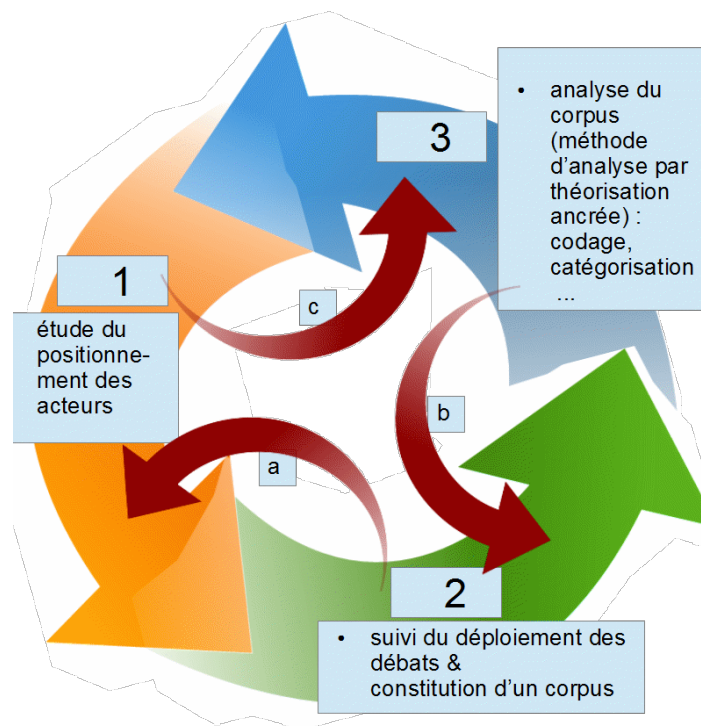 3
• analyse du
corpus
(méthode
d'analyse par
théorisation
ancrée) :
codage,
catégorisation
...
1
c
étude du
positionne-
ment des
acteurs
b
a
2
• suivi du déploiement des
débats &
constitution d'un corpus